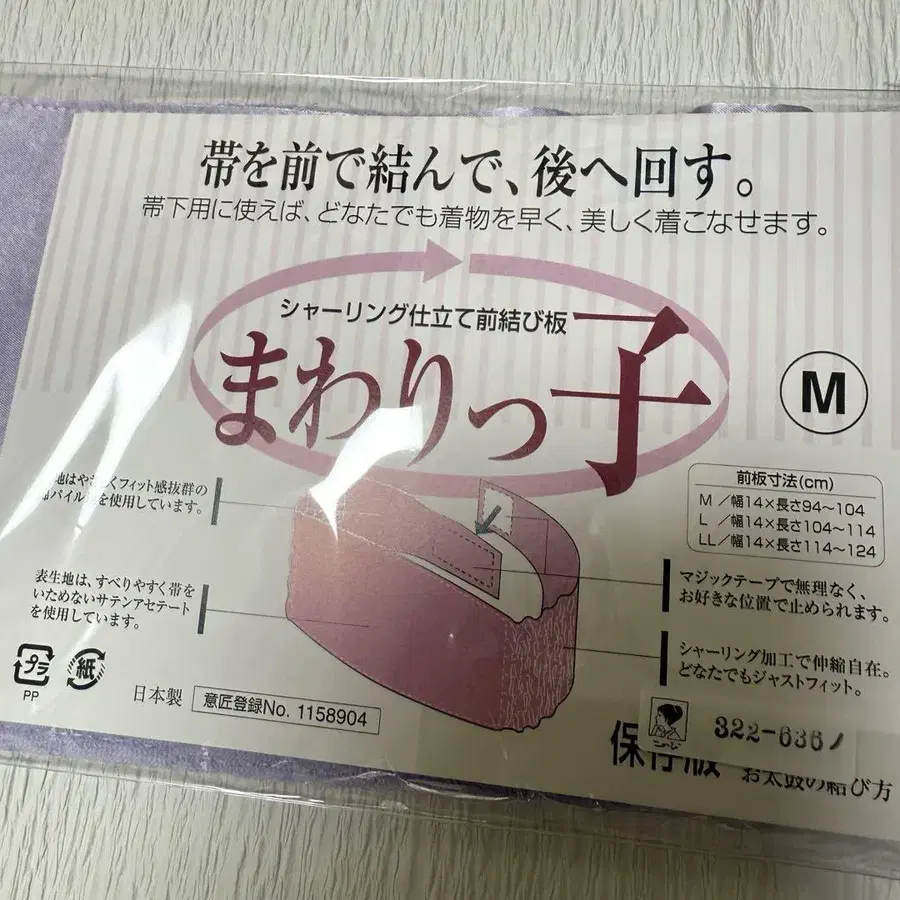 帯を前で結んで、後へ回す。
帯下用に使えば、どなたでも着物を早く、美しく着こなせます。
シャーリング仕立て前結び板
まわりっ子
M
前板寸法(cm)
M/幅14×長さ94〜104
L/幅14×長さ104〜114
LL/幅14×長さ114〜124
地はや くフィット感抜群の
パイル を使用しています。
表生地は、すべりやすく帯を
いためないサテンアセテート
を使用しています。
マジックテープで無理なく、
お好きな位置で止められます。
シャーリング加工で伸縮自在。
どなたでもジャストフィット。
プラ
PP
紙
日本製
意匠登録No. 1158904
322-636ノ
保存版
お太鼓の結び方